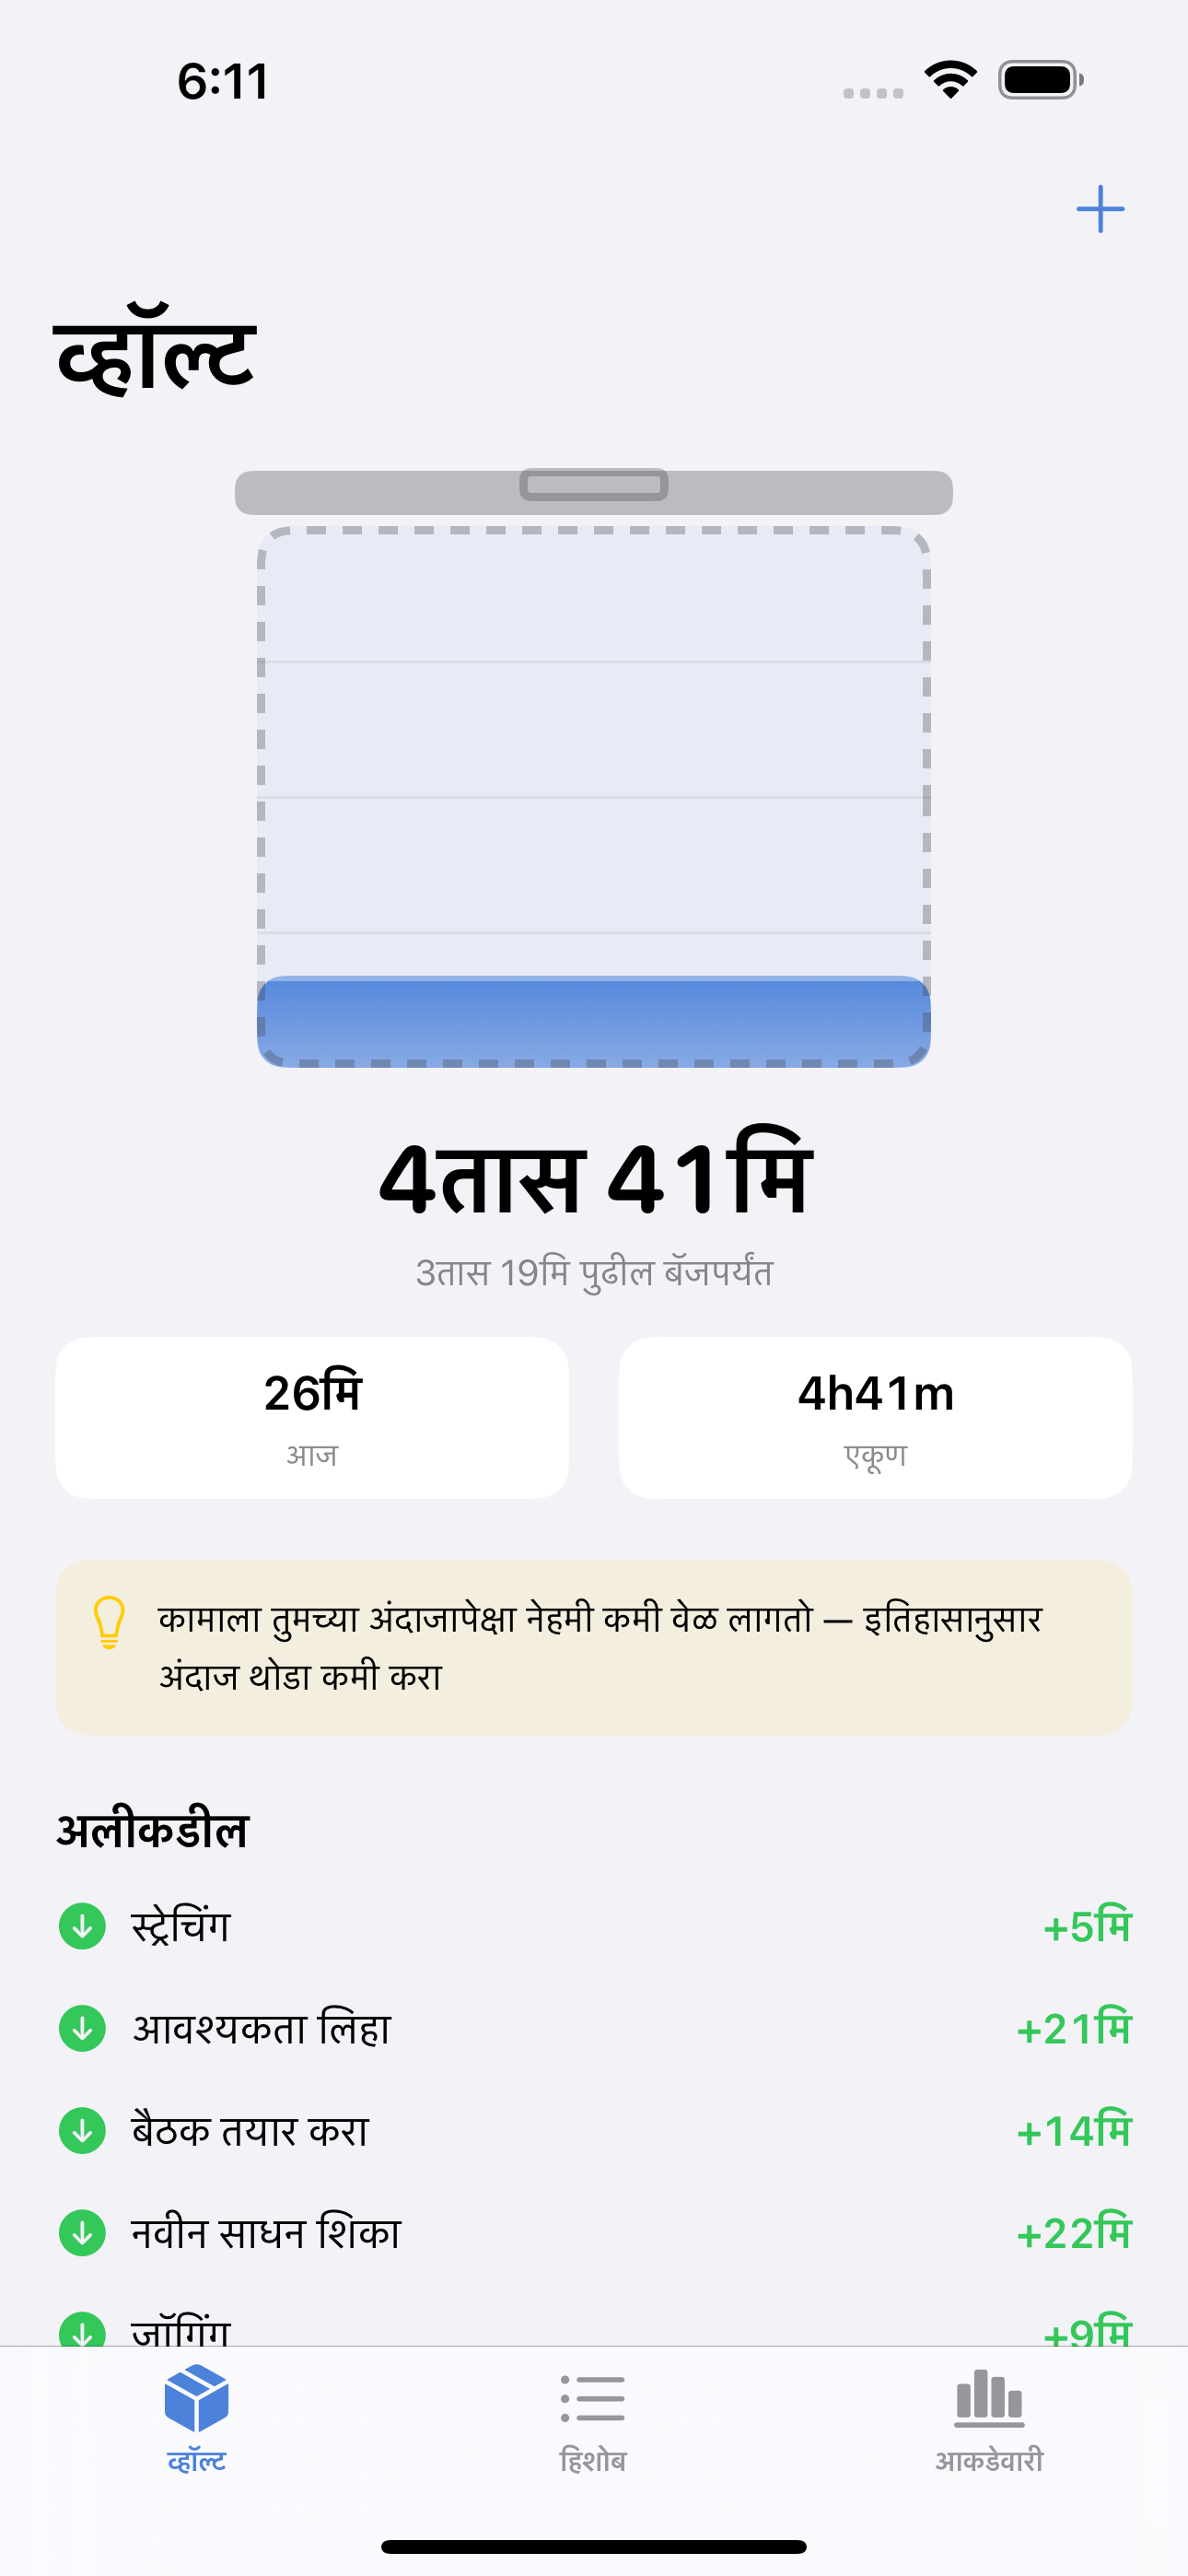 6:11
व्हॉल्ट
4तास 41मि
3तास 19मि पुढील बॅजपर्यंत
26मि
आज
4h41m
एकूण
कामाला तुमच्या अंदाजापेक्षा नेहमी कमी वेळ लागतो — इतिहासानुसार
अंदाज थोडा कमी करा
अलीकडील
स्ट्रेचिंग +5मि
आवश्यकता लिहा +21मि
बैठक तयार करा +14मि
नवीन साधन शिका +22मि
जॉगिंग +9मि
व्हॉल्ट हिशोब आकडेवारी